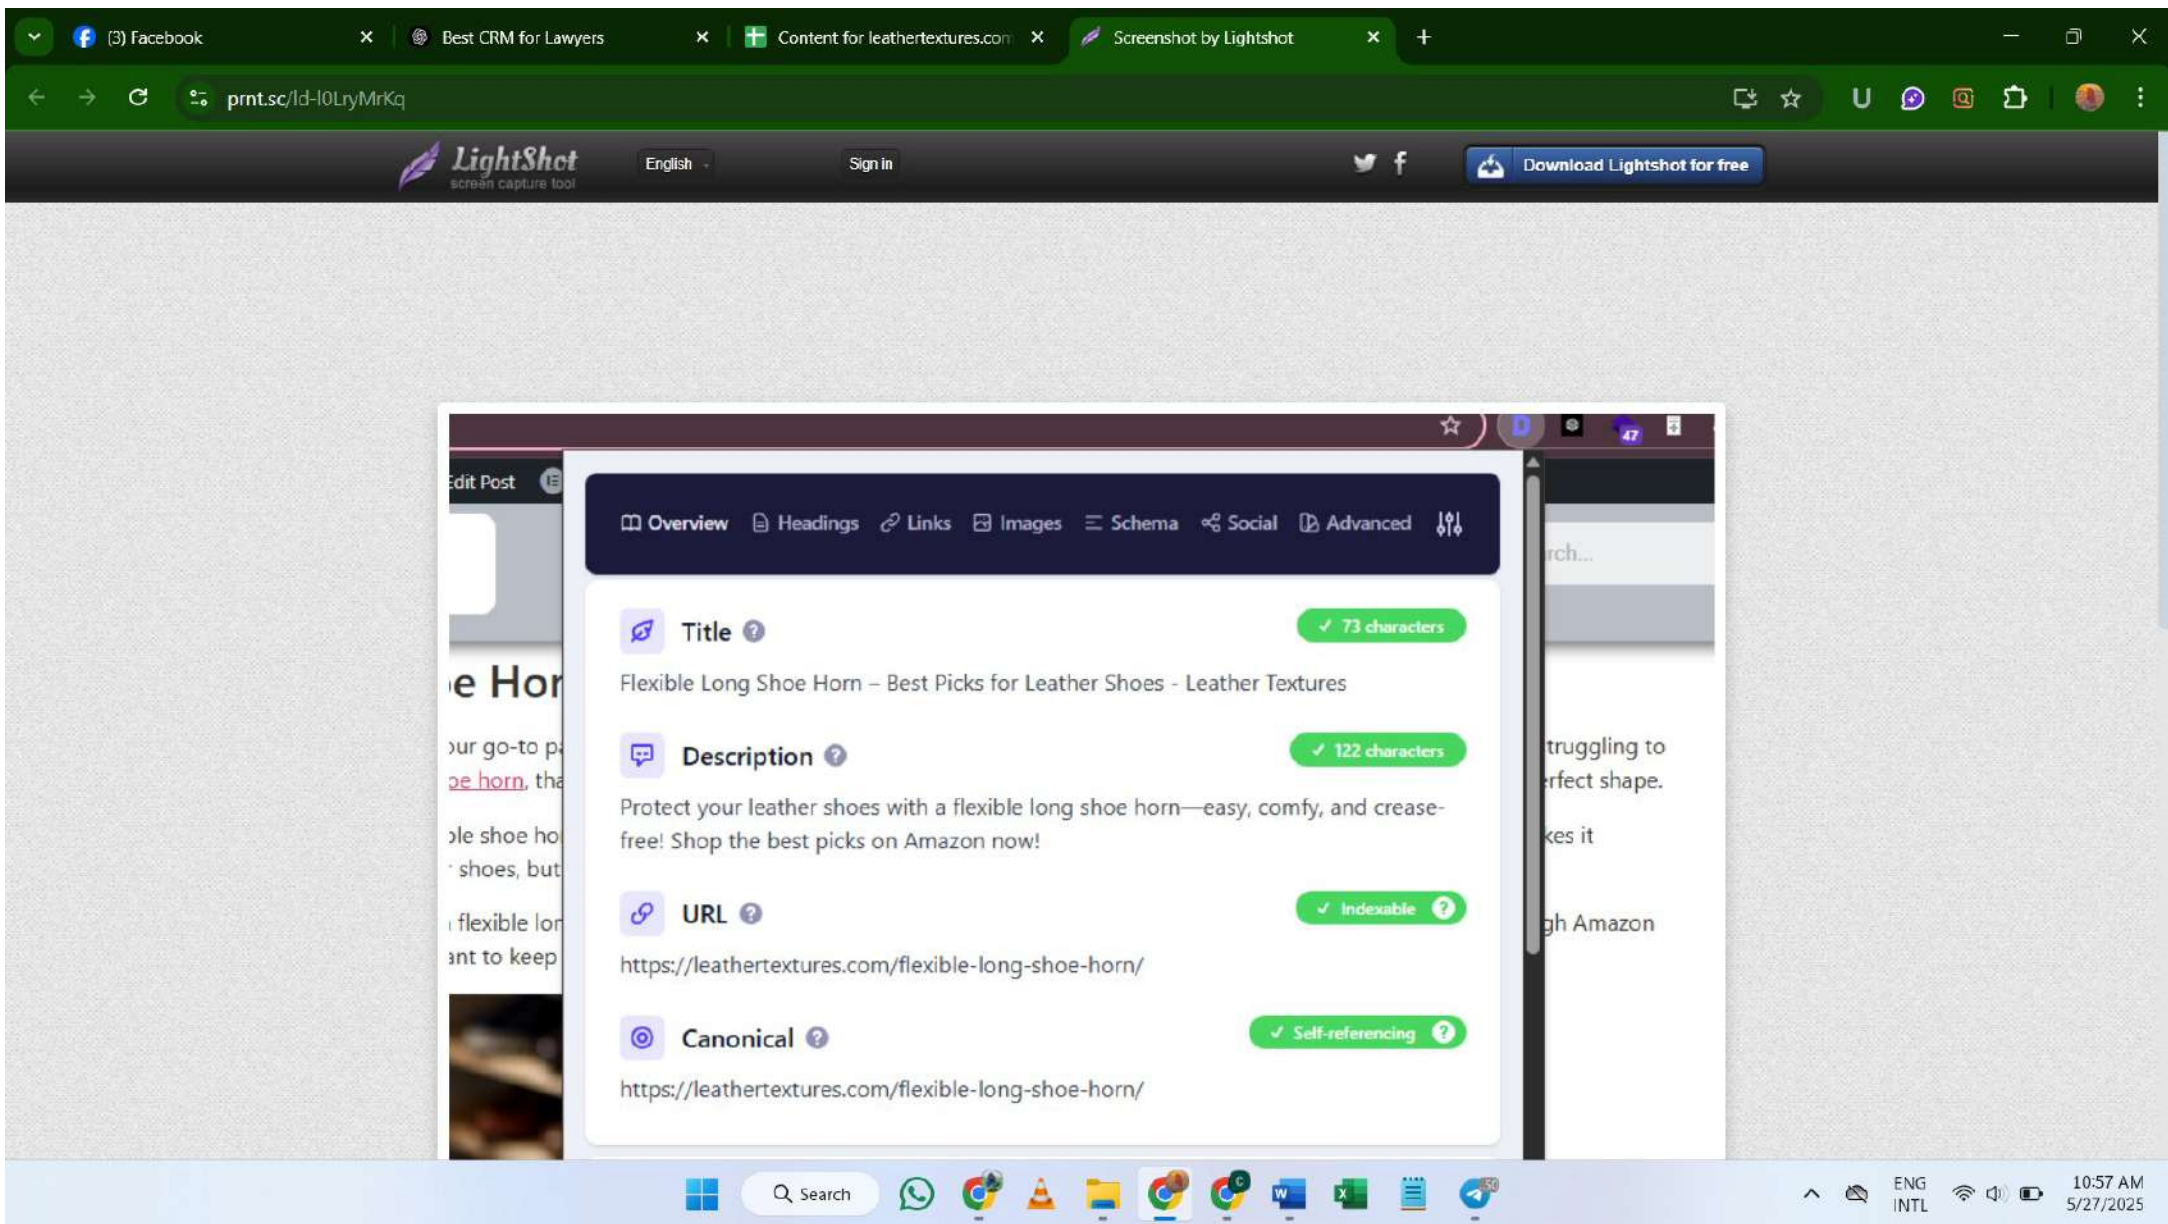 (3) Facebook
Best CRM for Lawyers
Content for leathertextures.com
Screenshot by Lightshot
prnt.sc/ld-l0LryMrKq
U
LightShot
screen capture tool
English
Sign in
Download Lightshot for free
D
47
Edit Post
Overview
Headings
Links
Images
Schema
Social
Advanced
rch...
Title
73 characters
Flexible Long Shoe Horn – Best Picks for Leather Shoes - Leather Textures
e Hor
Description
122 characters
Protect your leather shoes with a flexible long shoe horn—easy, comfy, and crease-
free! Shop the best picks on Amazon now!
our go-to pa
oe horn, tha
ble shoe hor
shoes, but
flexible lon
ant to keep
truggling to
rfect shape.
kes it
gh Amazon
URL
Indexable
https://leathertextures.com/flexible-long-shoe-horn/
Canonical
Self-referencing
https://leathertextures.com/flexible-long-shoe-horn/
Search
ENG
INTL
10:57 AM
5/27/2025